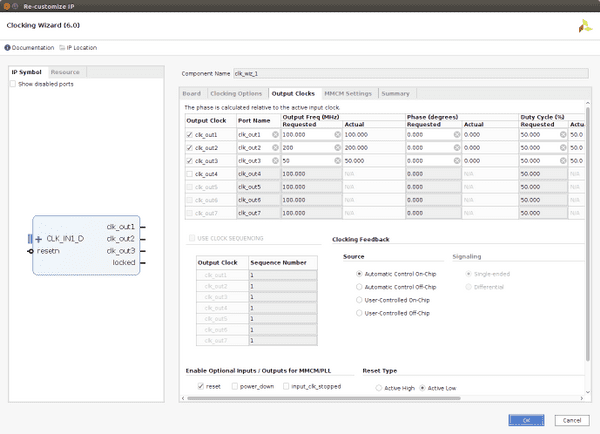 Re-customize IP
Clocking Wizard (6.0)
Documentation IP Location
IP Symbol Resource
Show disabled ports
Component Name clk_wiz_1
Board Clocking Options Output Clocks MMCM Settings Summary
The phase is calculated relative to the active input clock.
Output Clock Port Name Output Freq (MHz) Phase (degrees) Duty Cycle (%)
Requested Actual Requested Actual Requested Actu
clk_out1 clk_out1 100.000 100.000 0.000 0.000 50.000 50.0
clk_out2 clk_out2 200 200.000 0.000 0.000 50.000 50.0
clk_out3 clk_out3 50 50.000 0.000 0.000 50.000 50.0
clk_out4 clk_out4 100.000 N/A 0.000 N/A 50.000 N/A
clk_out5 clk_out5 100.000 N/A 0.000 N/A 50.000 N/A
clk_out6 clk_out6 100.000 N/A 0.000 N/A 50.000 N/A
clk_out7 clk_out7 100.000 N/A 0.000 N/A 50.000 N/A
clk_out1
CLK_IN1_D clk_out2
resetn clk_out3
locked
USE CLOCK SEQUENCING
Output Clock Sequence Number
clk_out1 1
clk_out2 1
clk_out3 1
clk_out4 1
clk_out5 1
clk_out6 1
clk_out7 1
Clocking Feedback
Source Signaling
Automatic Control On-Chip Single-ended
Automatic Control Off-Chip Differential
User-Controlled On-Chip
User-Controlled Off-Chip
Enable Optional Inputs / Outputs for MMCM/PLL Reset Type
reset power_down input_clk_stopped Active High Active Low
OK Cancel